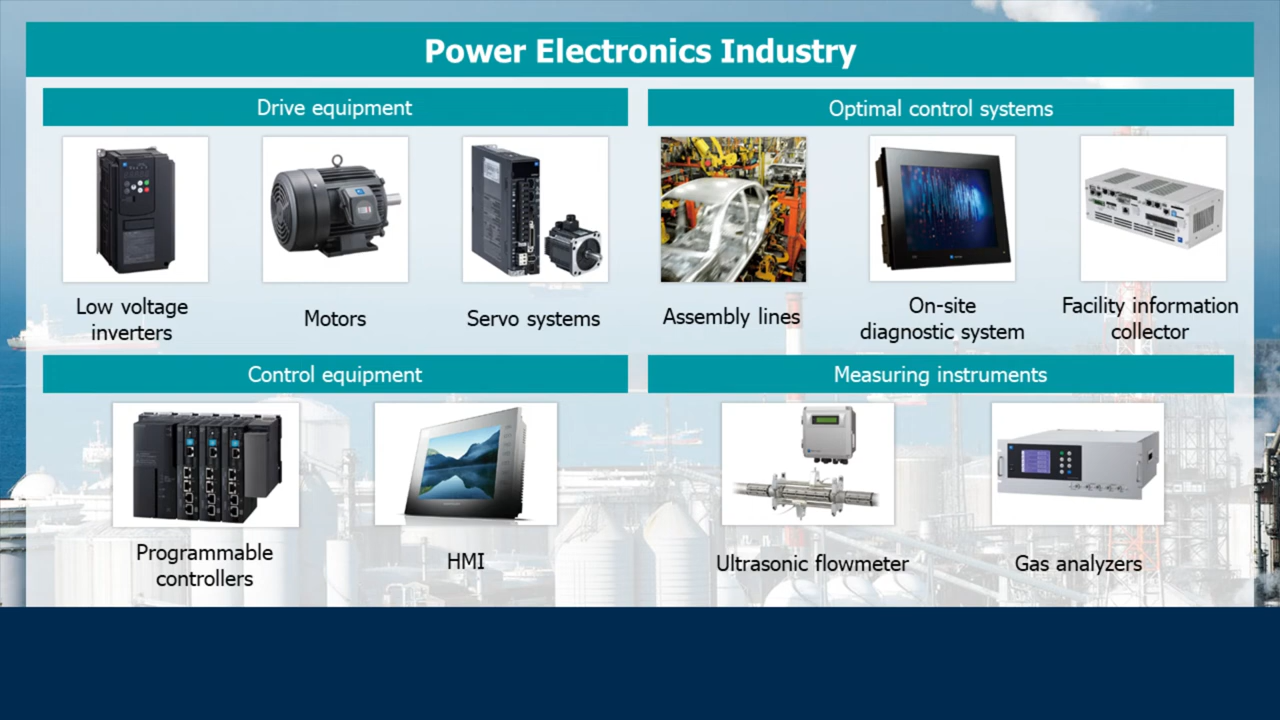 Power Electronics Industry
Drive equipment
Low voltage
inverters
Motors
Servo systems
Optimal control systems
Assembly lines
On-site
diagnostic system
Facility information
collector
Control equipment
Programmable
controllers
HMI
Measuring instruments
Ultrasonic flowmeter
Gas analyzers